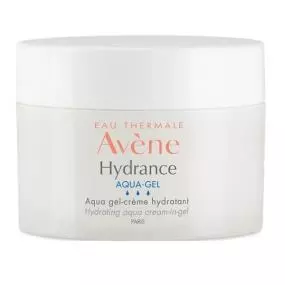 EAU THERMALE
Avène
Hydrance
AQUA-GEL
Aqua gel-crème hydratant
Hydrating aqua cream-in-gel
PARIS